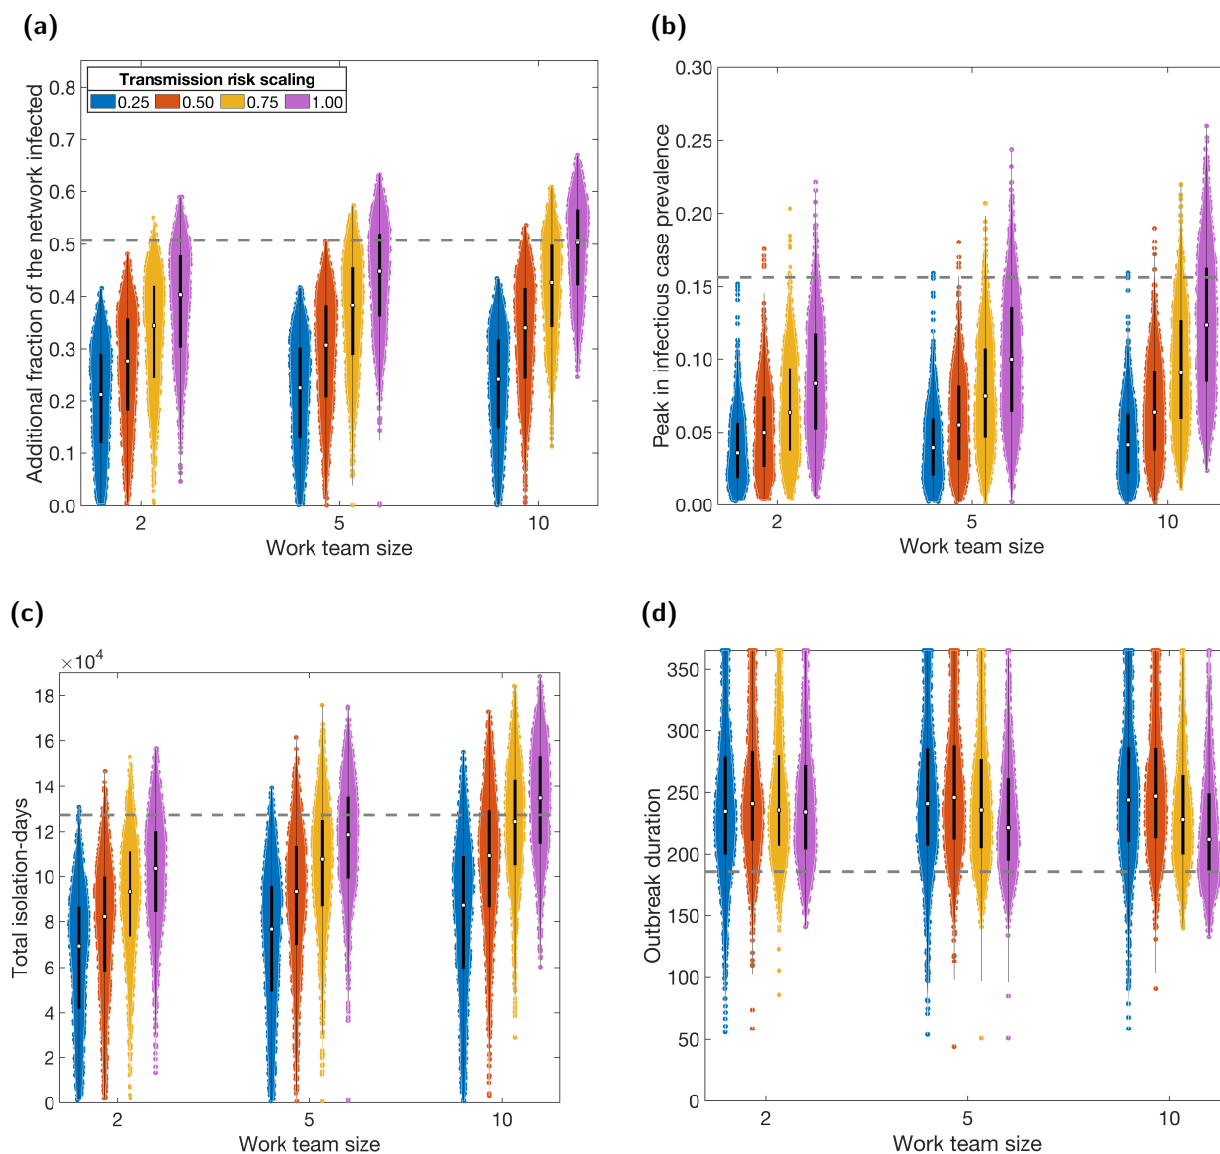 (a)
Additional fraction of the network infected
0.8
0.7
0.6
0.5
0.4
0.3
0.2
0.1
0.0
Transmission risk scaling
0.25 0.50 0.75 1.00
2 5 10
Work team size
(b)
Peak in infectious case prevalence
0.30
0.25
0.20
0.15
0.10
0.05
0.00
2 5 10
Work team size
(c)
×10⁴
Total isolation-days
18
16
14
12
10
8
6
4
2
0
2 5 10
Work team size
(d)
Outbreak duration
350
300
250
200
150
100
50
0
2 5 10
Work team size